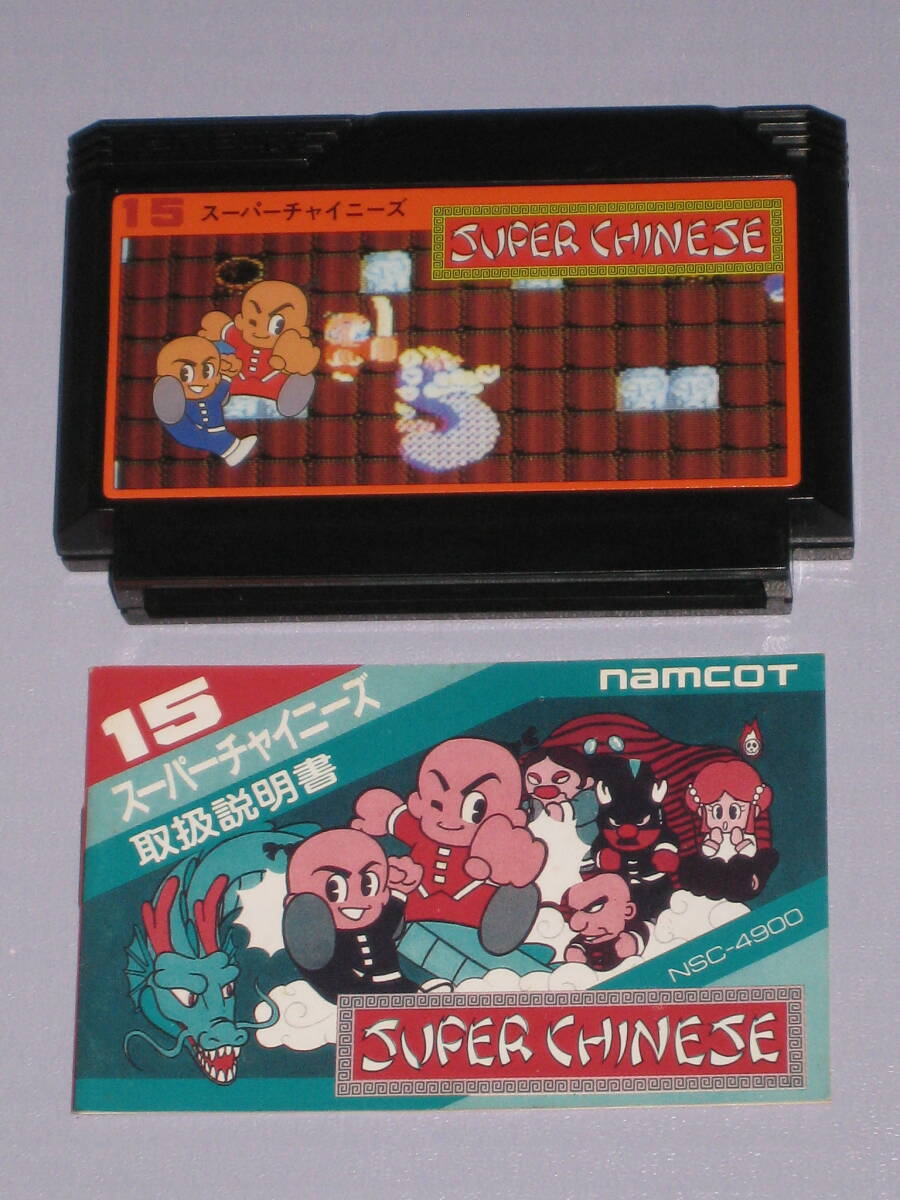 15 スーパーチャイニーズ
SUPER CHINESE
namcot
15
スーパーチャイニーズ
取扱説明書
NSC-4900
SUPER CHINESE